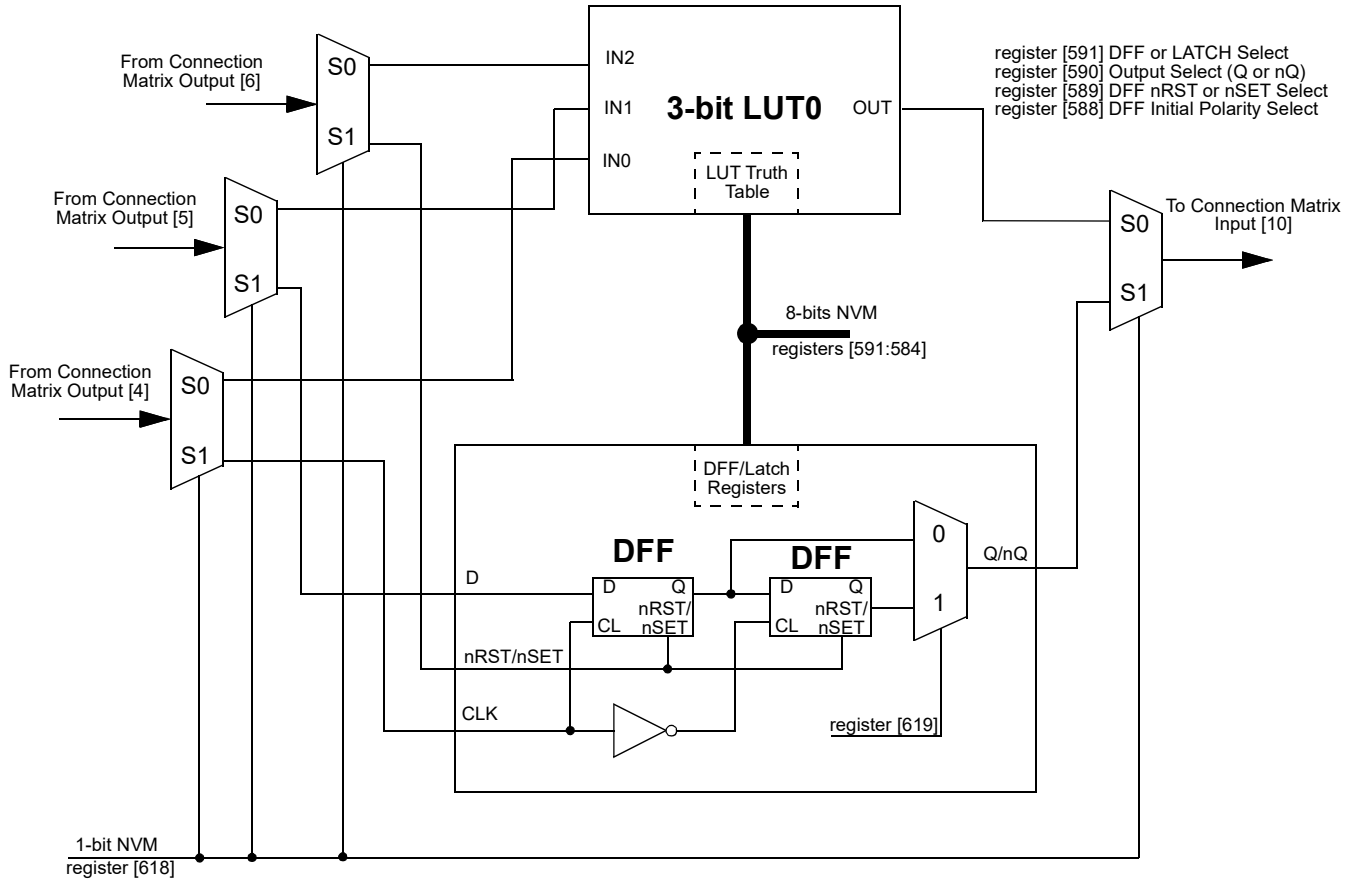 From Connection
Matrix Output [6]
S0
S1
IN2
IN1
IN0
3-bit LUT0
OUT
LUT Truth
Table
register [591] DFF or LATCH Select
register [590] Output Select (Q or nQ)
register [589] DFF nRST or nSET Select
register [588] DFF Initial Polarity Select
From Connection
Matrix Output [5]
S0
S1
To Connection Matrix
Input [10]
S0
S1
8-bits NVM
registers [591:584]
From Connection
Matrix Output [4]
S0
S1
DFF/Latch
Registers
DFF
DFF
D
D
Q
nRST/
nSET
CL
D
Q
nRST/
nSET
CL
0
1
Q/nQ
nRST/nSET
CLK
register [619]
1-bit NVM
register [618]